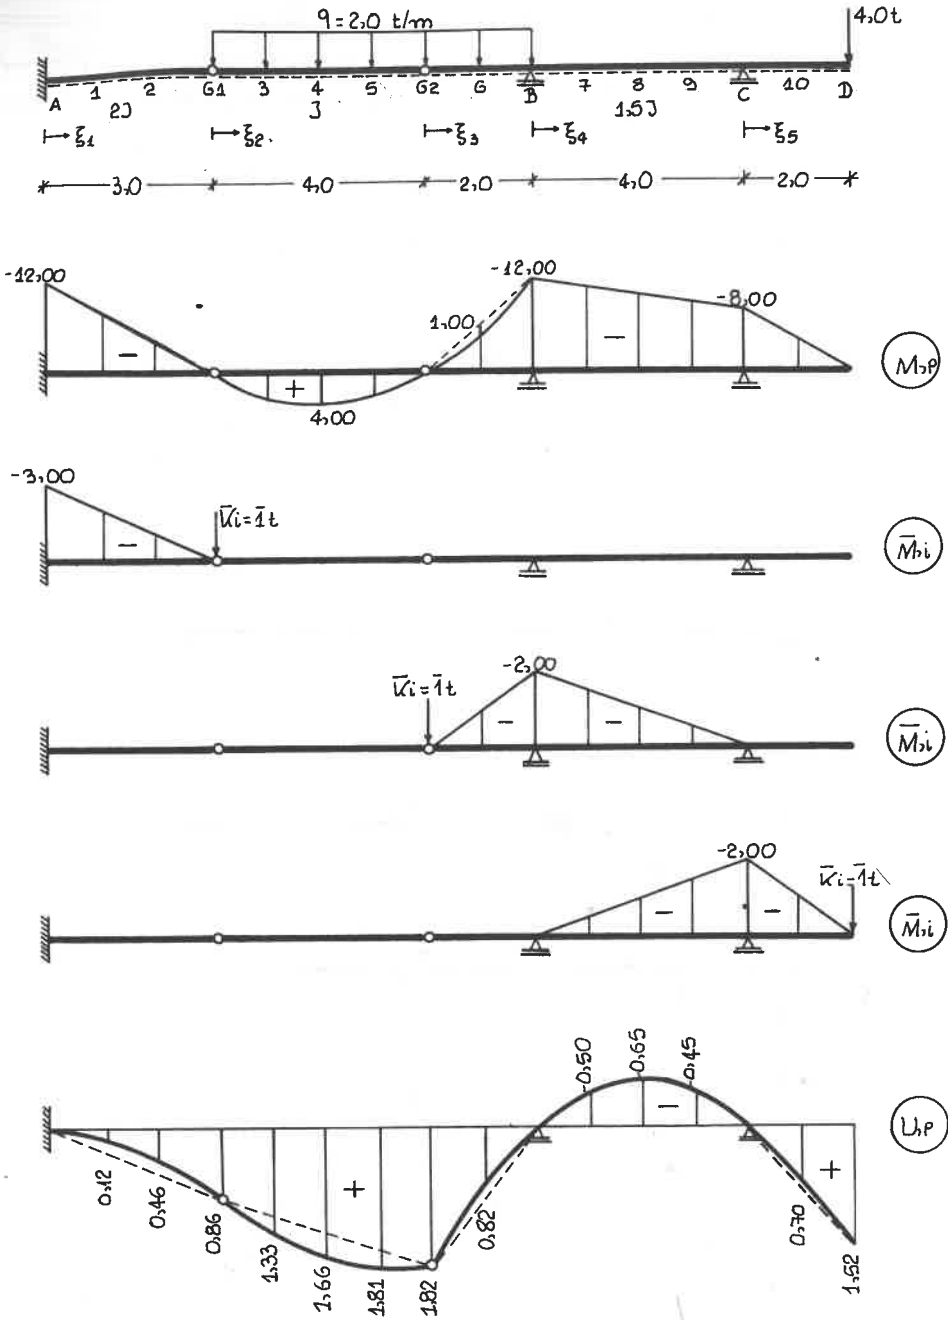 q=2,0 t/m
4,0t
A 1 2 G1 3 4 5 G2 6 B 7 8 9 C 10 D
2J J 1,5J
ξ1 ξ2. ξ3 ξ4 ξ5
3,0 4,0 2,0 4,0 2,0
-12,00 -12,00 -8,00
1,00
− + −
4,00
M,p
-3,00
K̄i=1̄t
−
M̄,i
-2,00
K̄i=1̄t
− −
M̄,i
-2,00
K̄i=1̄t
− −
M̄,i
-0,50 0,65 0,45
−
U,p
+ +
0,12 0,46 0,86 1,33 1,66 1,81 1,82 0,82 0,70 1,52